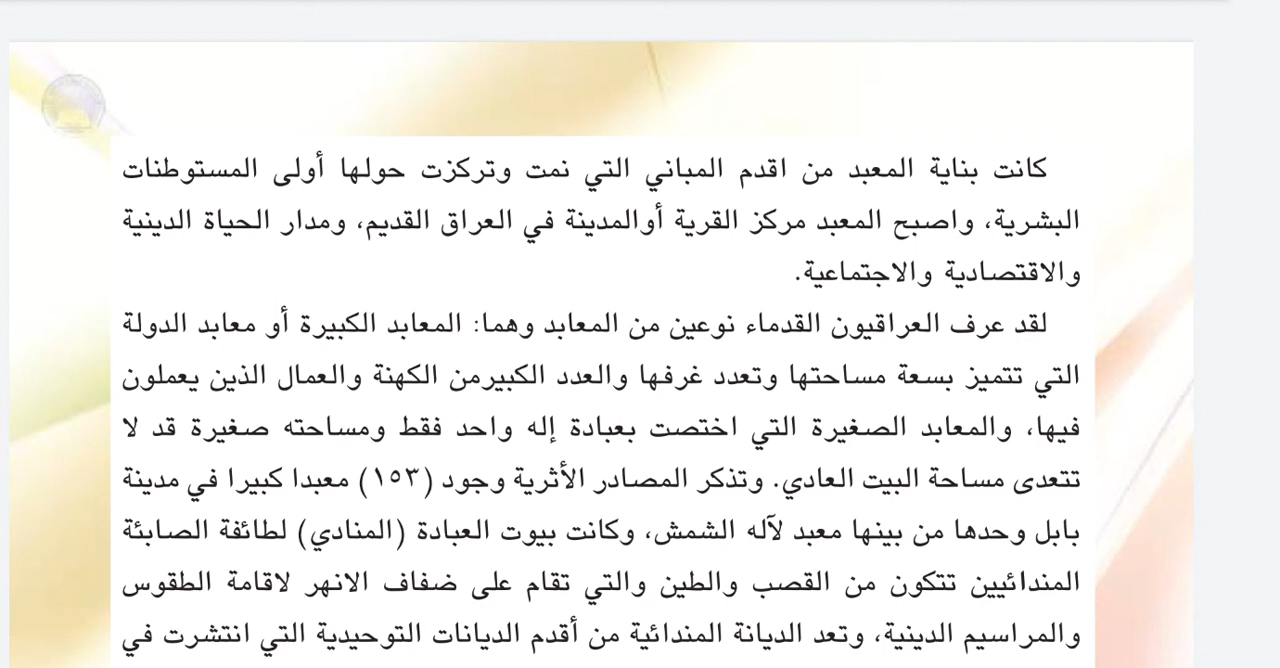 كانت بناية المعبد من اقدم المباني التي نمت وتركزت حولها أولى المستوطنات
البشرية، واصبح المعبد مركز القرية أوالمدينة في العراق القديم، ومدار الحياة الدينية
والاقتصادية والاجتماعية.
لقد عرف العراقيون القدماء نوعين من المعابد وهما: المعابد الكبيرة أو معابد الدولة
التي تتميز بسعة مساحتها وتعدد غرفها والعدد الكبيرمن الكهنة والعمال الذين يعملون
فيها، والمعابد الصغيرة التي اختصت بعبادة إله واحد فقط ومساحته صغيرة قد لا
تتعدى مساحة البيت العادي. وتذكر المصادر الأثرية وجود (١٥٣) معبدا كبيرا في مدينة
بابل وحدها من بينها معبد لآله الشمش، وكانت بيوت العبادة (المنادي) لطائفة الصابئة
المندائيين تتكون من القصب والطين والتي تقام على ضفاف الانهر لاقامة الطقوس
والمراسيم الدينية، وتعد الديانة المندائية من أقدم الديانات التوحيدية التي انتشرت في